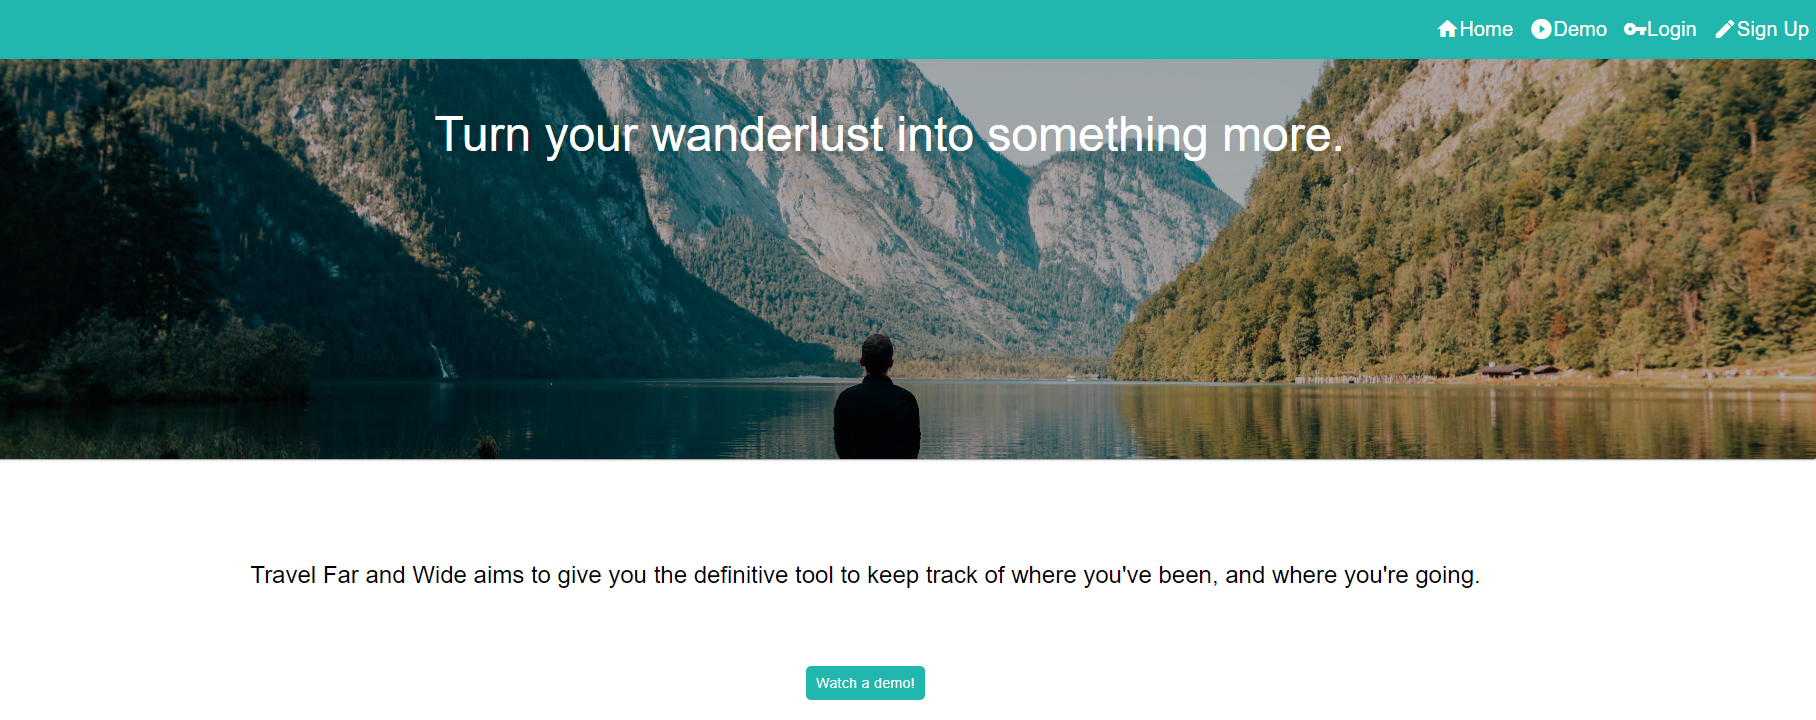 Home Demo Login Sign Up
Turn your wanderlust into something more.
Travel Far and Wide aims to give you the definitive tool to keep track of where you've been, and where you're going.
Watch a demo!